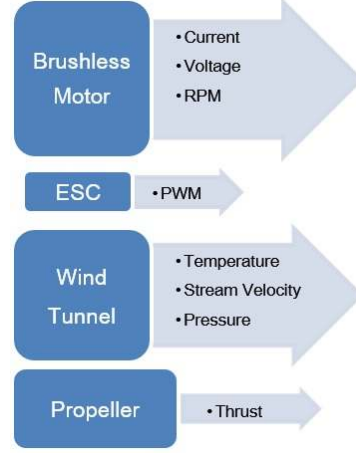 Brushless
Motor
• Current
• Voltage
• RPM
ESC
• PWM
Wind
Tunnel
• Temperature
• Stream Velocity
• Pressure
Propeller
• Thrust